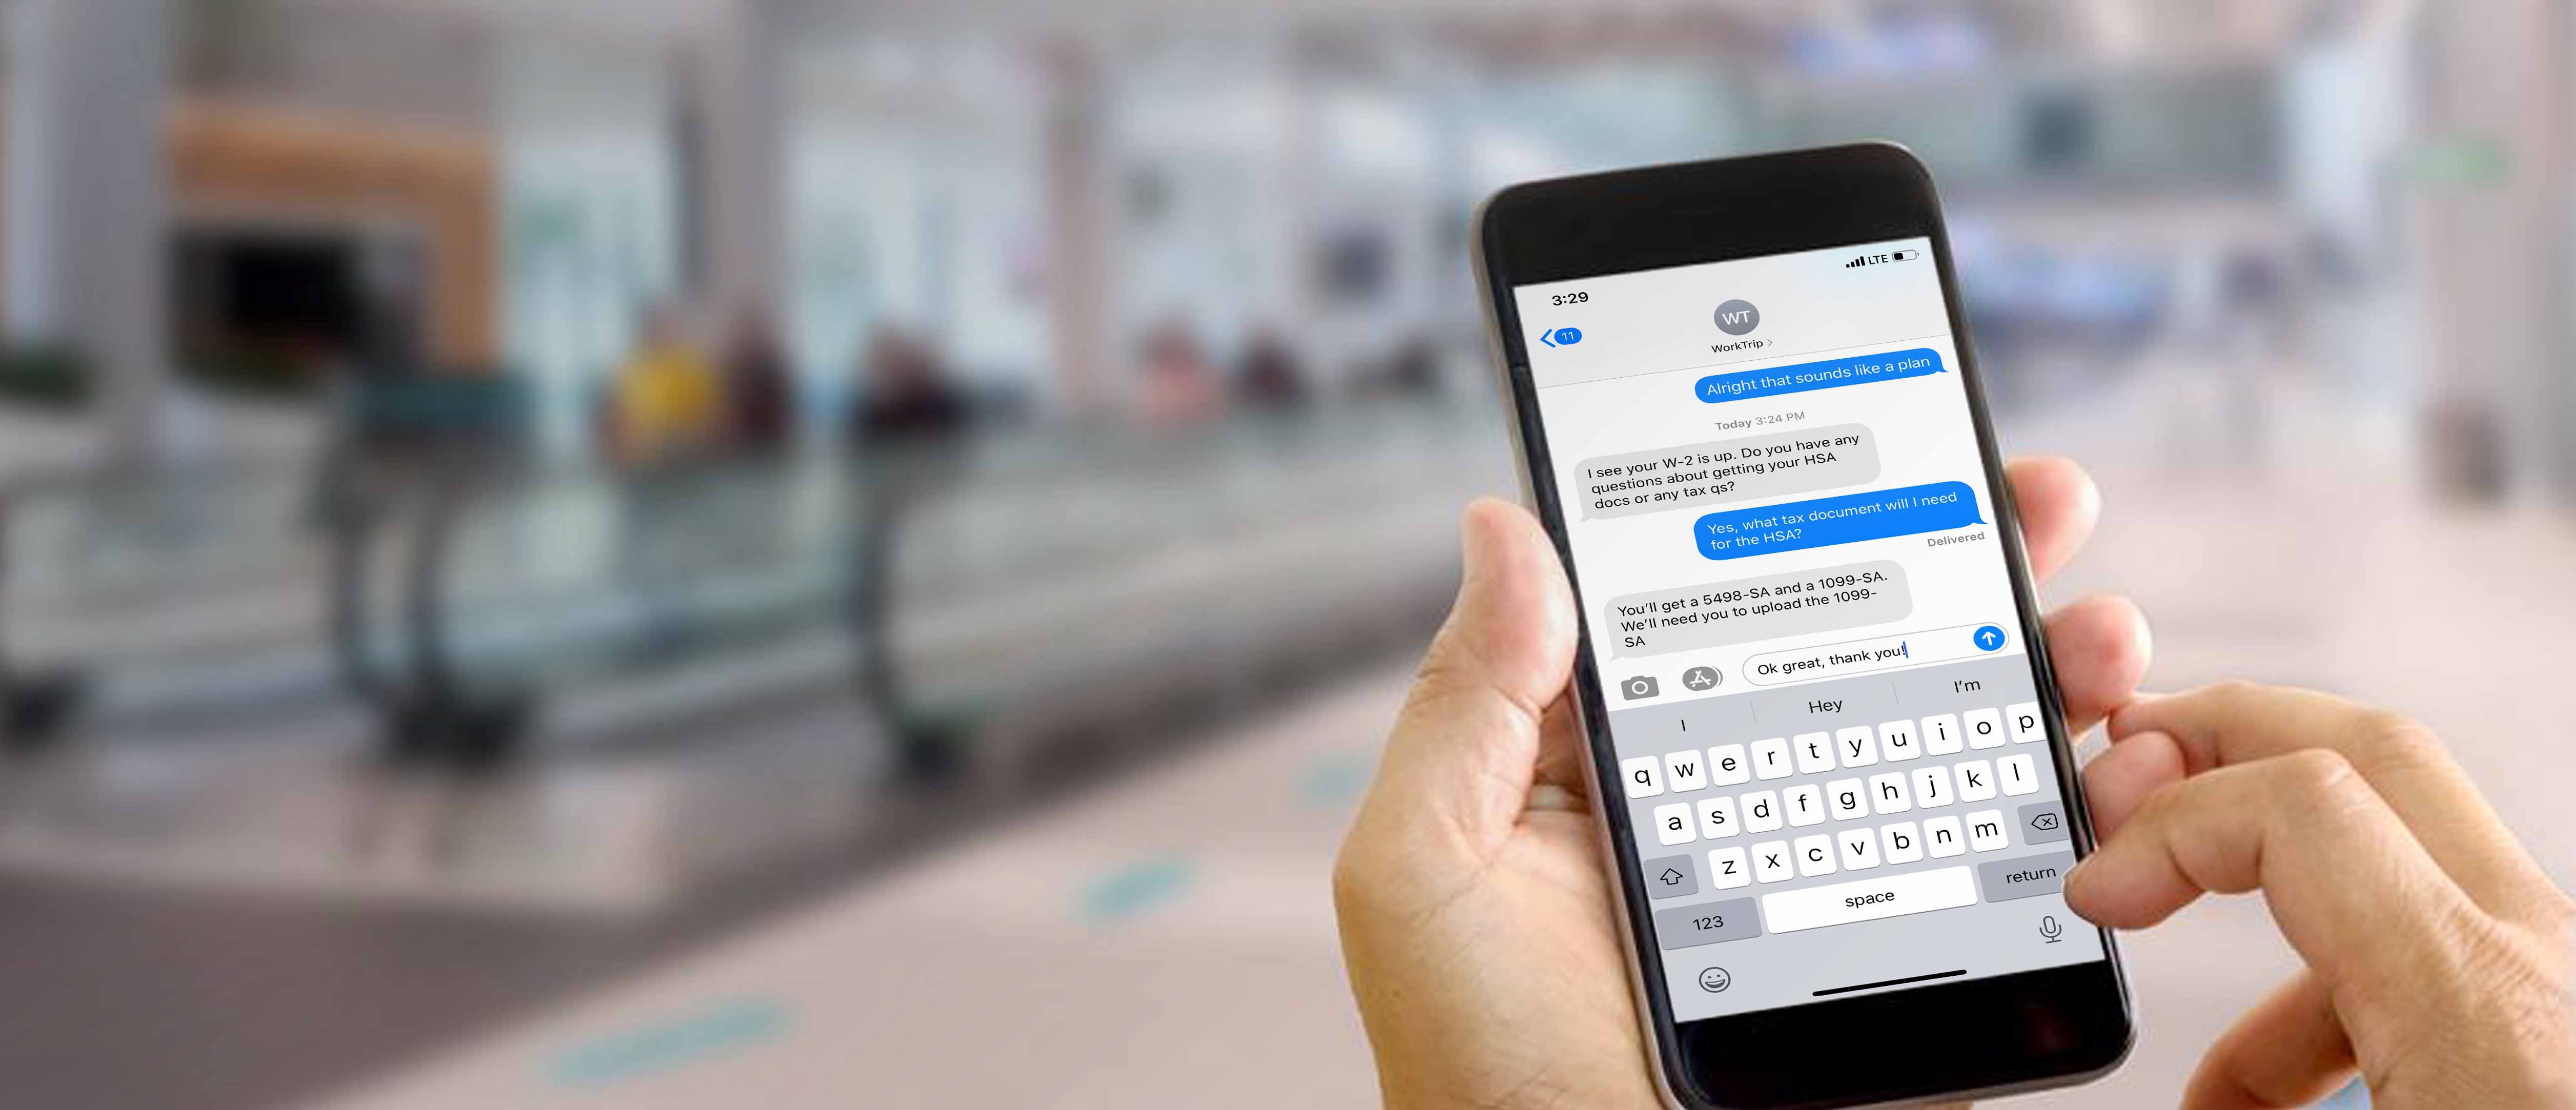 3:29
LTE
11
WT
WorkTrip >
Alright that sounds like a plan
Today 3:24 PM
I see your W-2 is up. Do you have any
questions about getting your HSA
docs or any tax qs?
Yes, what tax document will I need
for the HSA?
Delivered
You'll get a 5498-SA and a 1099-SA.
We'll need you to upload the 1099-
SA
Ok great, thank you!
I Hey I'm
q w e r t y u i o p
a s d f g h j k l
z x c v b n m
123 space return